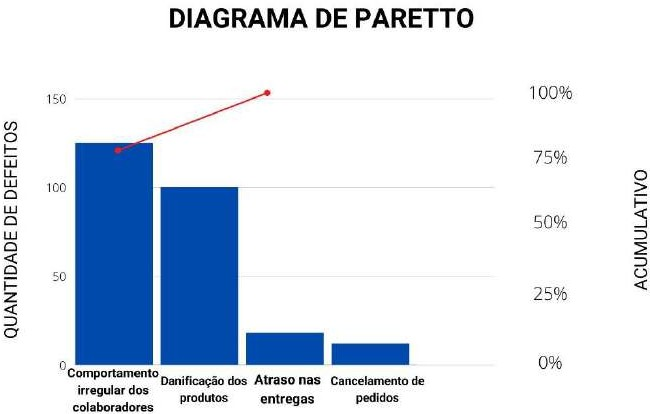 DIAGRAMA DE PARETTO
QUANTIDADE DE DEFEITOS
150
100
50
0
100%
75%
50%
25%
0%
ACUMULATIVO
Comportamento
irregular dos
colaboradores
Danificação dos
produtos
Atraso nas
entregas
Cancelamento de
pedidos